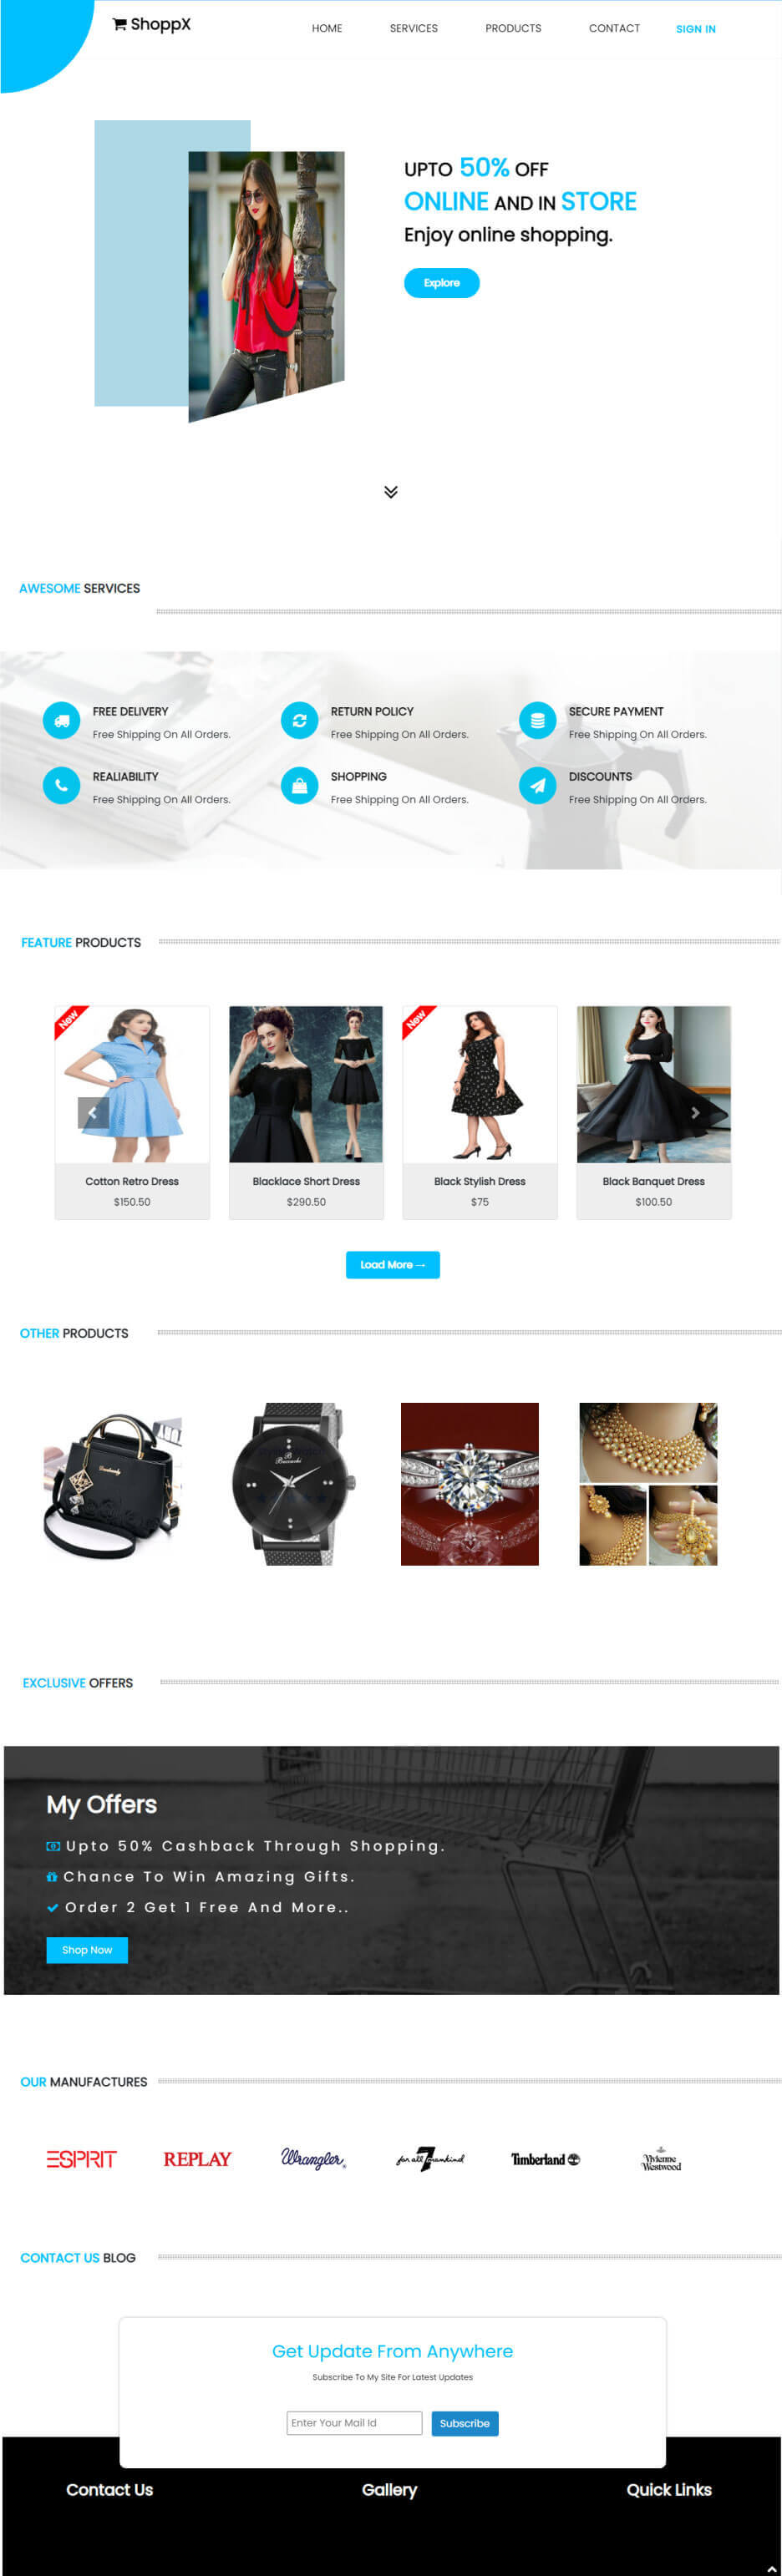 ShoppX
HOME SERVICES PRODUCTS CONTACT SIGN IN
UPTO 50% OFF
ONLINE AND IN STORE
Enjoy online shopping.
Explore
AWESOME SERVICES
FREE DELIVERY
Free Shipping On All Orders.
RETURN POLICY
Free Shipping On All Orders.
SECURE PAYMENT
Free Shipping On All Orders.
REALIABILITY
Free Shipping On All Orders.
SHOPPING
Free Shipping On All Orders.
DISCOUNTS
Free Shipping On All Orders.
FEATURE PRODUCTS
New
Cotton Retro Dress
$150.50
Blacklace Short Dress
$290.50
New
Black Stylish Dress
$75
Black Banquet Dress
$100.50
Load More →
OTHER PRODUCTS
EXCLUSIVE OFFERS
My Offers
Upto 50% Cashback Through Shopping.
Chance To Win Amazing Gifts.
Order 2 Get 1 Free And More..
Shop Now
OUR MANUFACTURES
ESPRIT
REPLAY
Wrangler
for all 7 mankind
Timberland
Vivienne
Westwood
CONTACT US BLOG
Get Update From Anywhere
Subscribe To My Site For Latest Updates
Enter Your Mail Id
Subscribe
Contact Us
Gallery
Quick Links